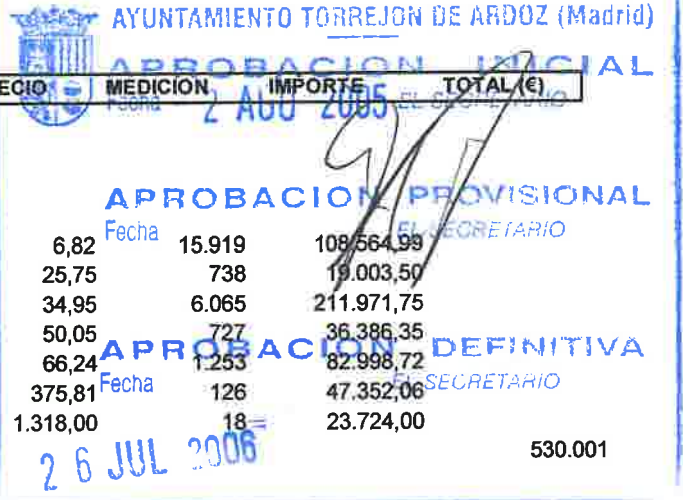 AYUNTAMIENTO TORREJON DE ARDOZ (Madrid)
APROBACION INICIAL
ECIO MEDICION IMPORTE TOTAL (€)
Fecha 2 AGO 2005 EL SECRETARIO
APROBACION PROVISIONAL
Fecha EL SECRETARIO
6,82 15.919 108.564,99
25,75 738 19.003,50
34,95 6.065 211.971,75
50,05 727 36.386,35
APROBACION DEFINITIVA
66,24 1.253 82.998,72
Fecha EL SECRETARIO
375,81 126 47.352,06
1.318,00 18 23.724,00
26 JUL 2006
530.001